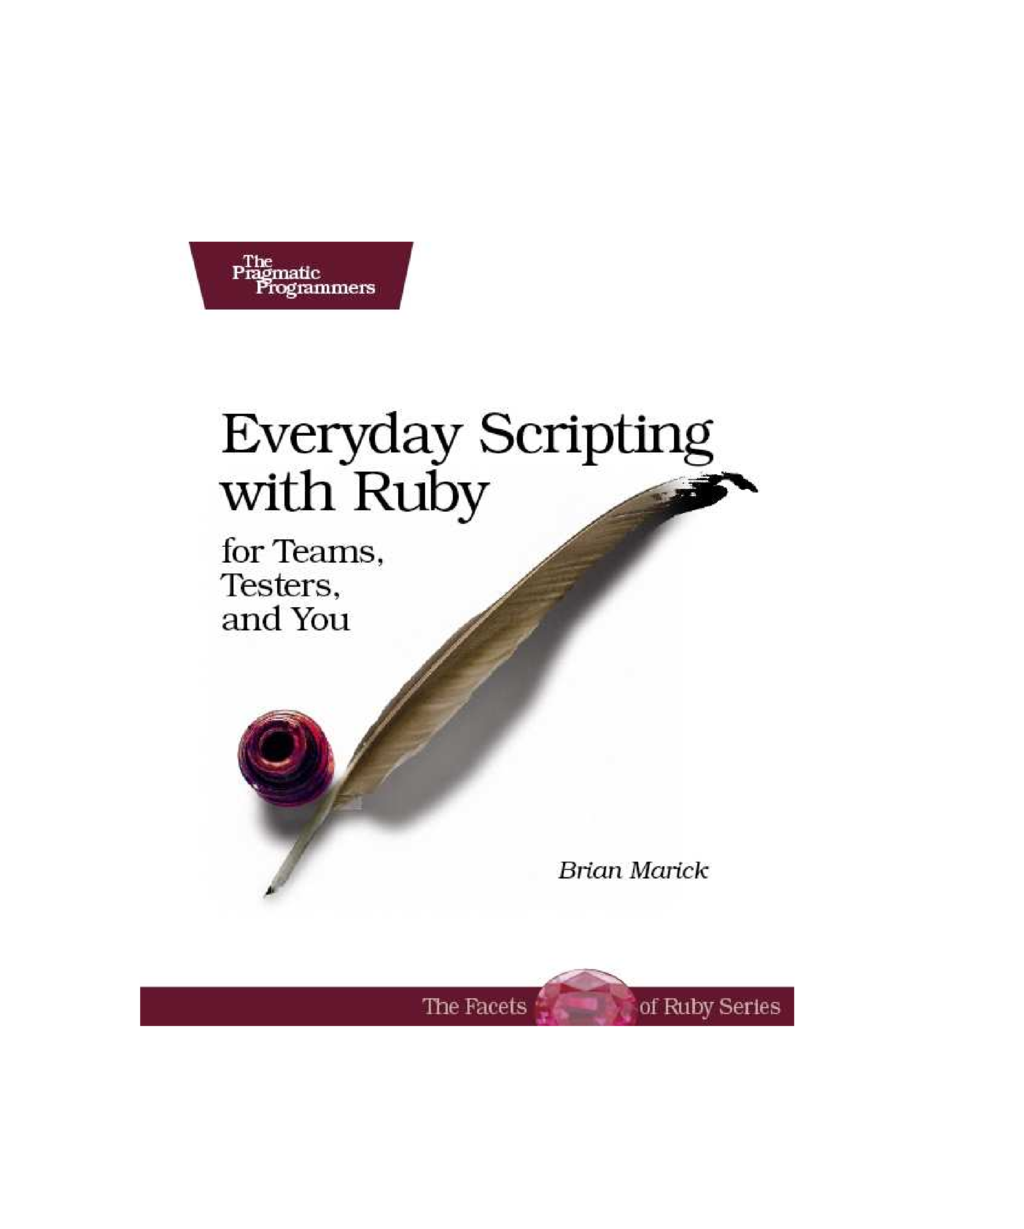 The
Pragmatic
Programmers
Everyday Scripting
with Ruby
for Teams,
Testers,
and You
Brian Marick
The Facets of Ruby Series